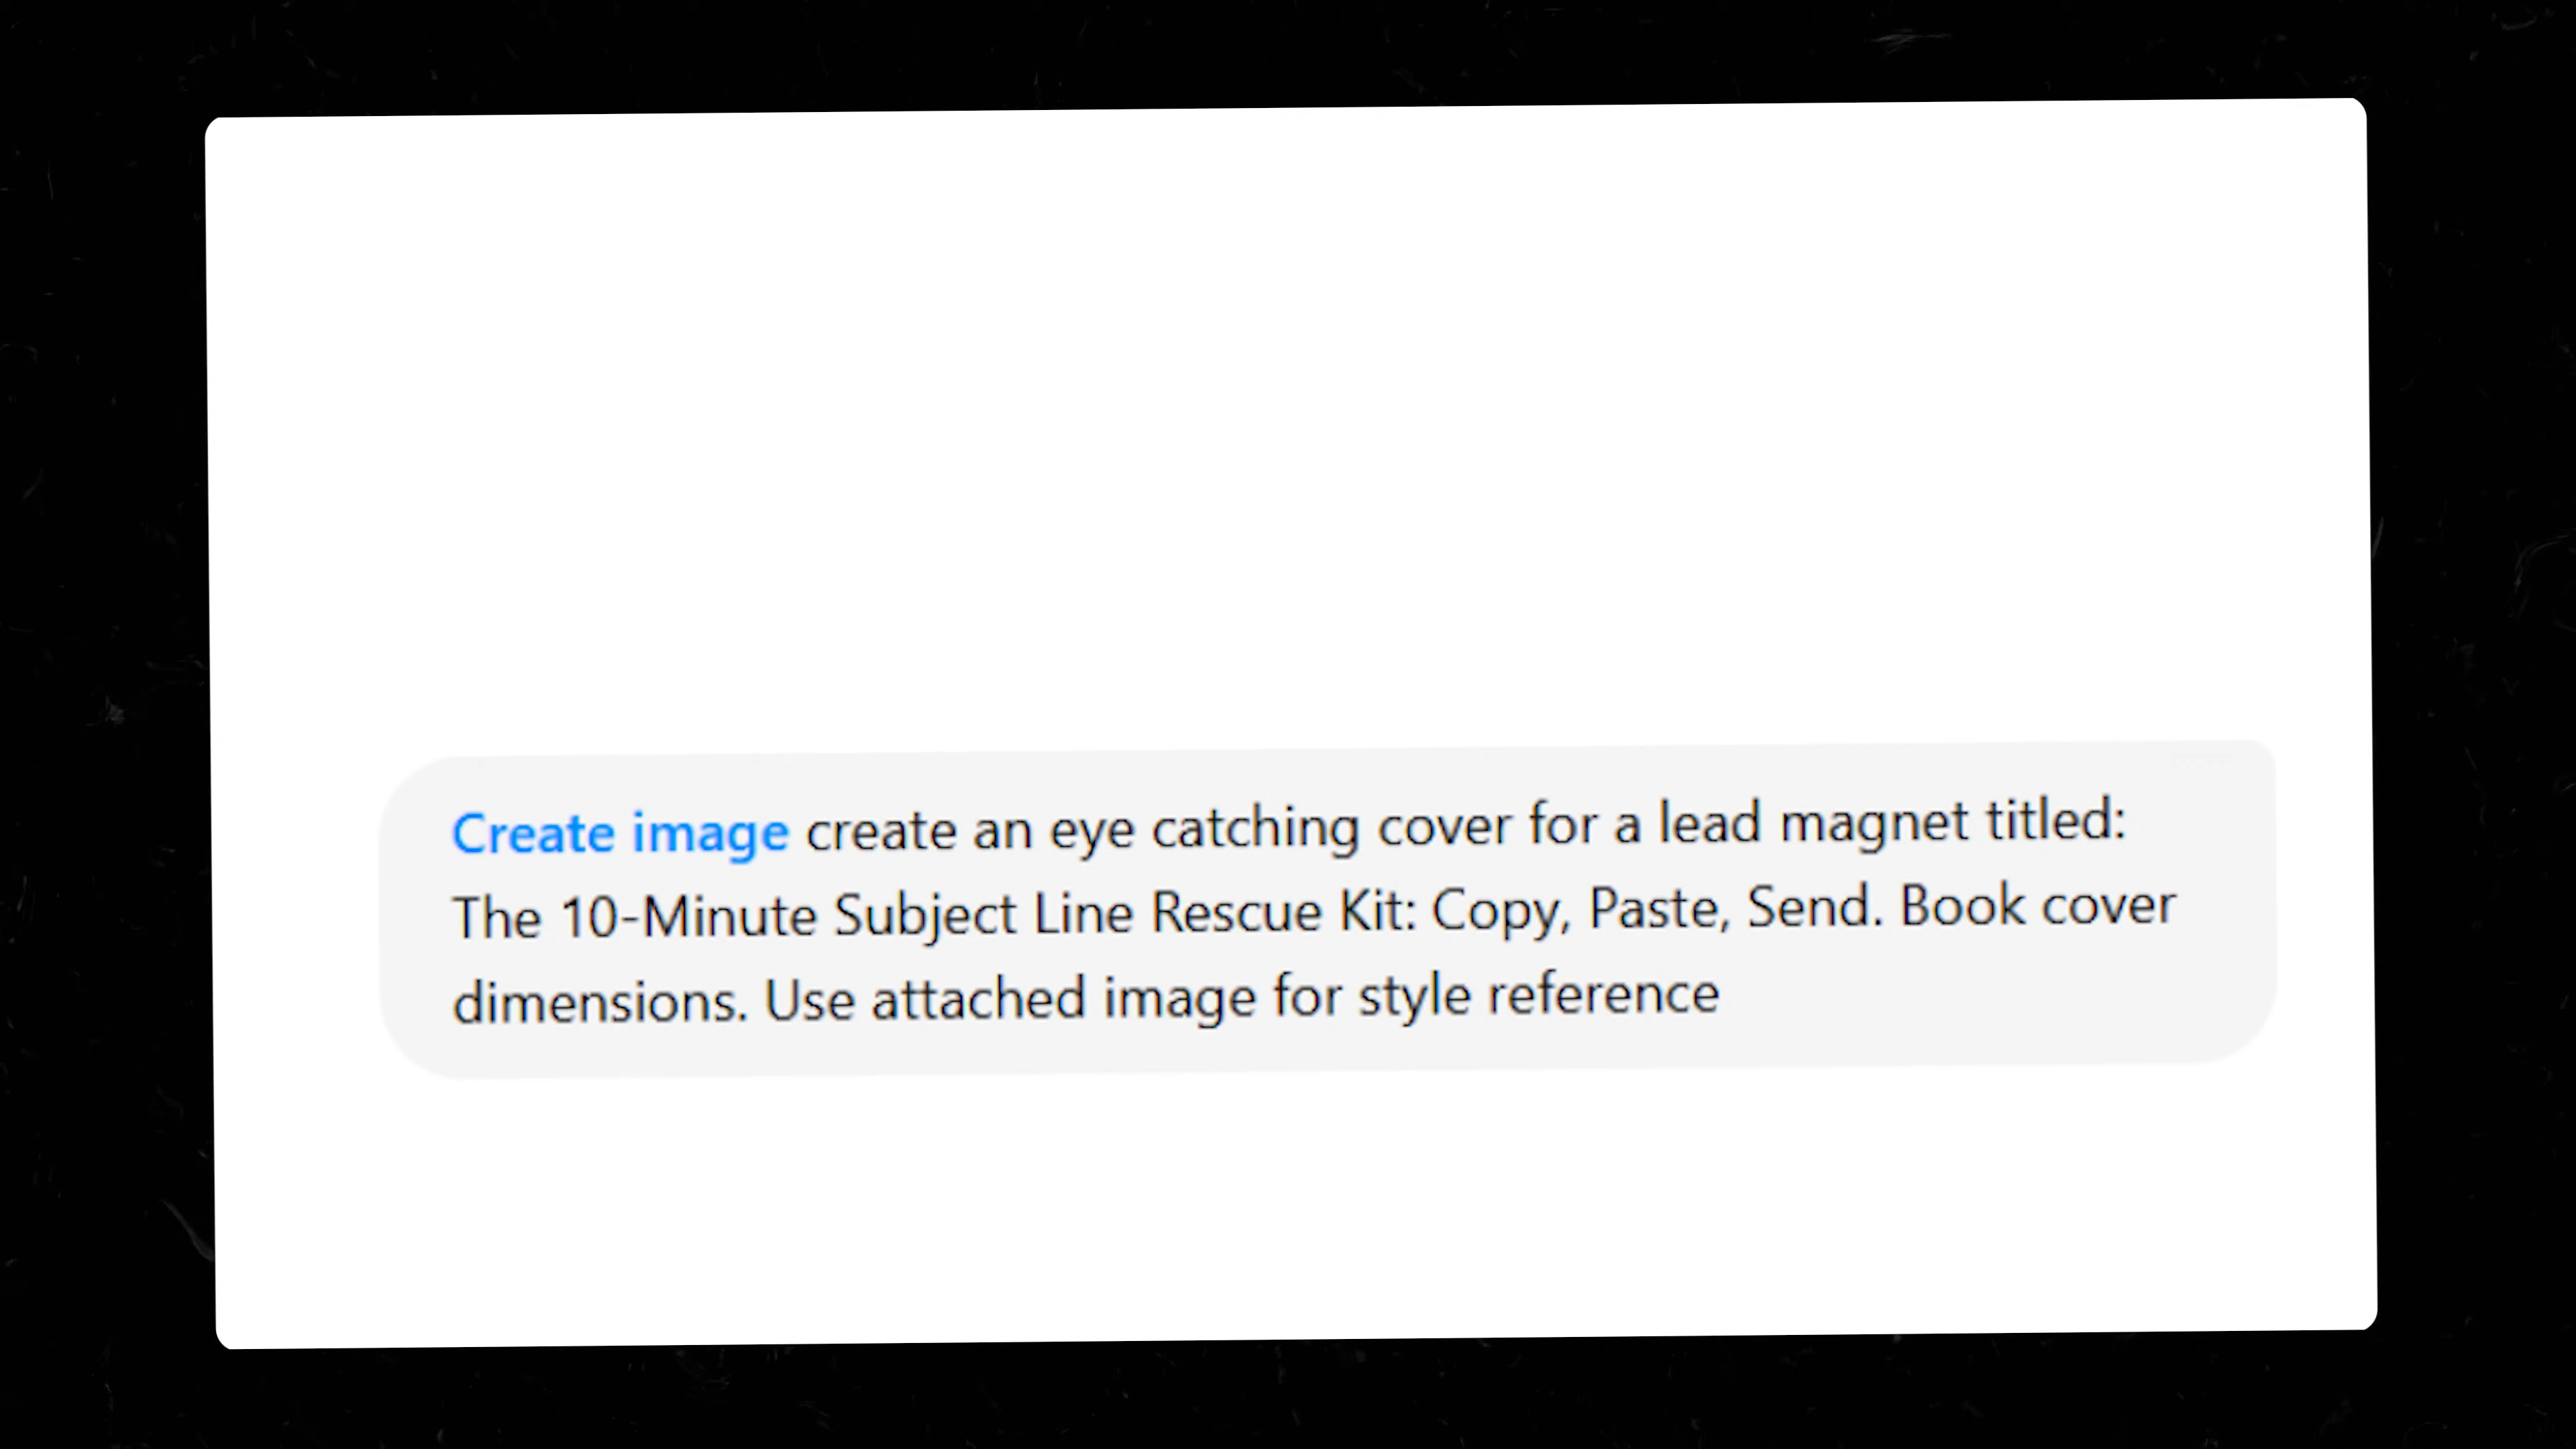 Create image create an eye catching cover for a lead magnet titled:
The 10-Minute Subject Line Rescue Kit: Copy, Paste, Send. Book cover
dimensions. Use attached image for style reference